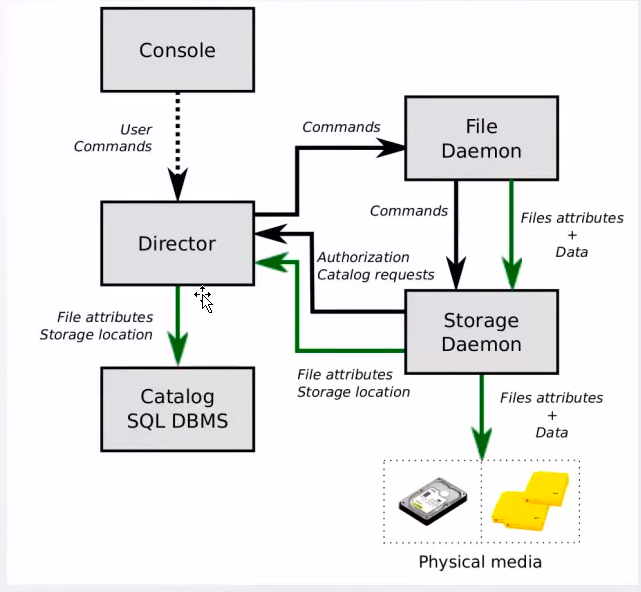 Console
User
Commands
Commands
File
Daemon
Director
Commands
Files attributes
+
Data
Authorization
Catalog requests
File attributes
Storage location
Storage
Daemon
File attributes
Storage location
Catalog
SQL DBMS
Files attributes
+
Data
Physical media